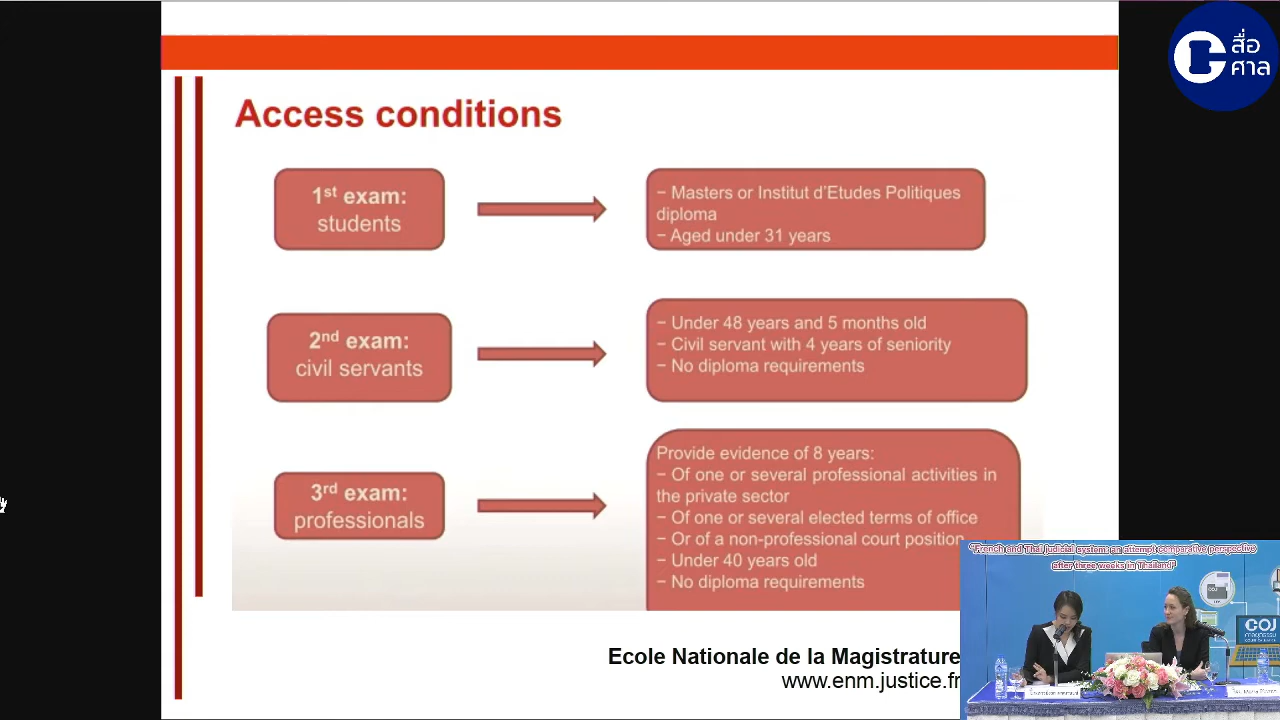 สื่อ
ศาล
Access conditions
1st exam:
students
− Masters or Institut d’Etudes Politiques
diploma
− Aged under 31 years
2nd exam:
civil servants
− Under 48 years and 5 months old
− Civil servant with 4 years of seniority
− No diploma requirements
3rd exam:
professionals
Provide evidence of 8 years:
− Of one or several professional activities in
the private sector
− Of one or several elected terms of office
− Or of a non-professional court position
− Under 40 years old
− No diploma requirements
Ecole Nationale de la Magistrature
www.enm.justice.fr
"French and Thai judicial system: an attempt comparative perspective
after three weeks in Thailand"
COJ